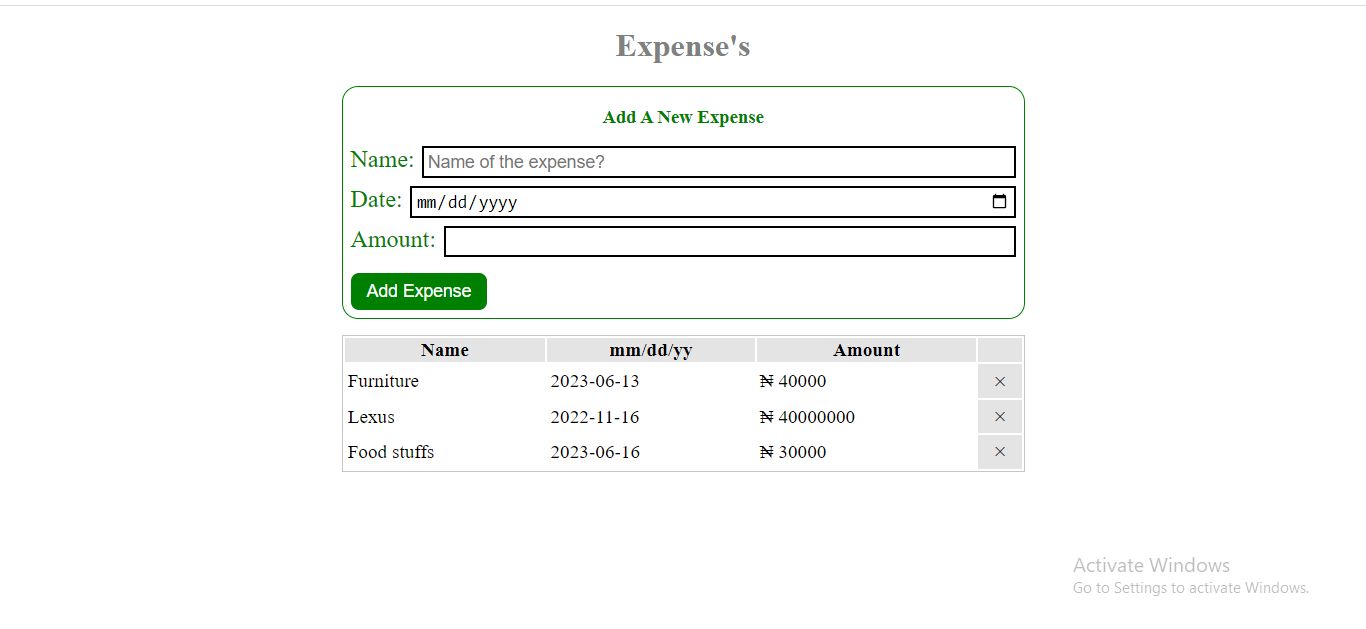 Expense's
Add A New Expense
Name: Name of the expense?
Date: mm/dd/yyyy
Amount:
Add Expense
Name mm/dd/yy Amount
Furniture 2023-06-13 ₦ 40000 ×
Lexus 2022-11-16 ₦ 40000000 ×
Food stuffs 2023-06-16 ₦ 30000 ×
Activate Windows
Go to Settings to activate Windows.